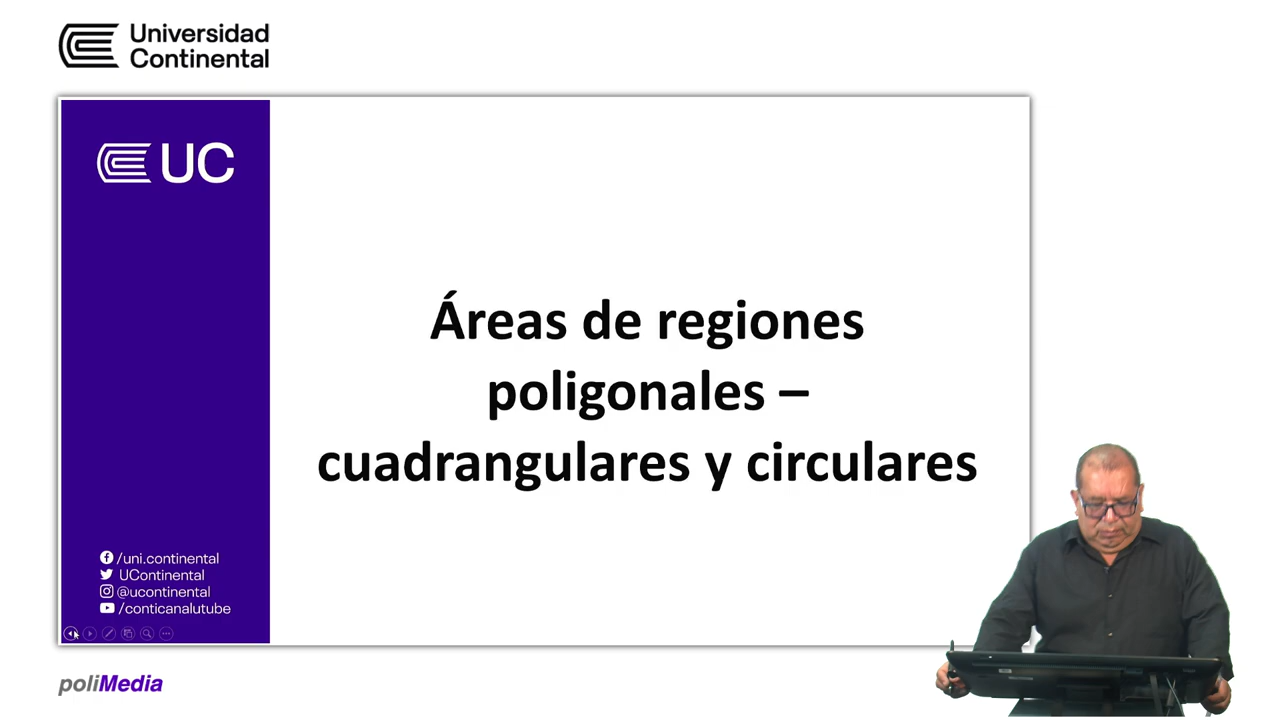 Universidad
Continental
UC
Áreas de regiones
poligonales –
cuadrangulares y circulares
/uni.continental
UContinental
@ucontinental
/conticanalutube
poliMedia